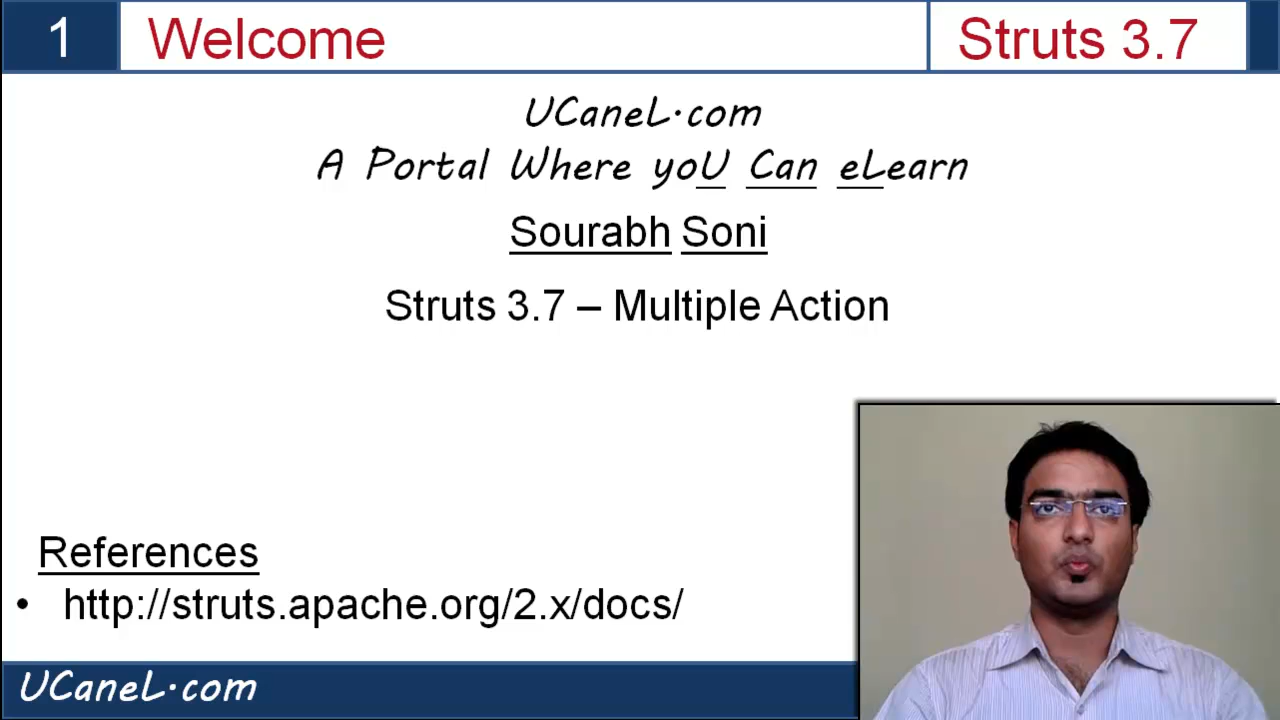 1 Welcome Struts 3.7
UCaneL.com
A Portal Where yoU Can eLearn
Sourabh Soni
Struts 3.7 – Multiple Action
References
• http://struts.apache.org/2.x/docs/
UCaneL.com